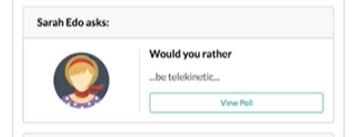 Sarah Edo asks:
Would you rather
...be telekinetic...
View Poll